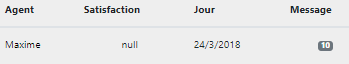 Agent Satisfaction Jour Message
Maxime null 24/3/2018 10